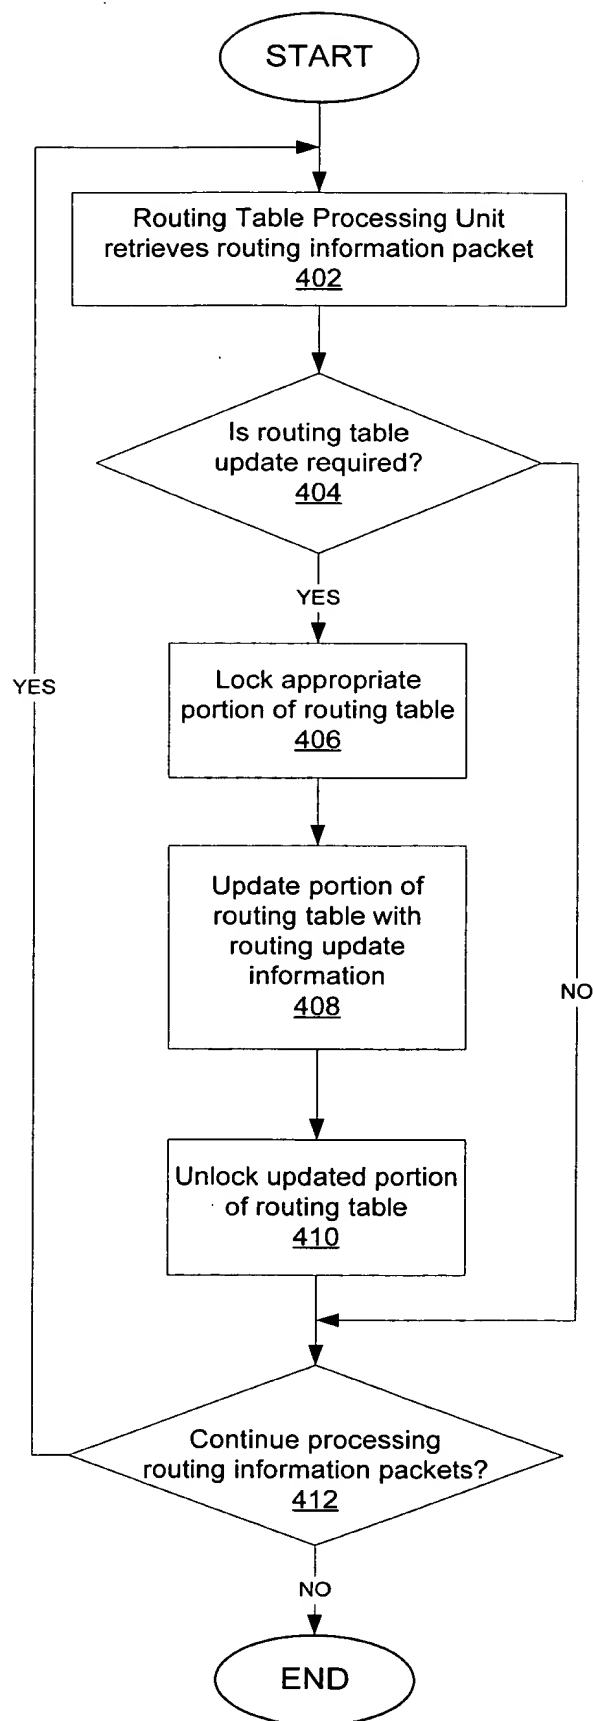 START
Routing Table Processing Unit
retrieves routing information packet
402
Is routing table
update required?
404
YES
Lock appropriate
portion of routing table
406
YES
Update portion of
routing table with
routing update
information
408
NO
Unlock updated portion
of routing table
410
Continue processing
routing information packets?
412
NO
END